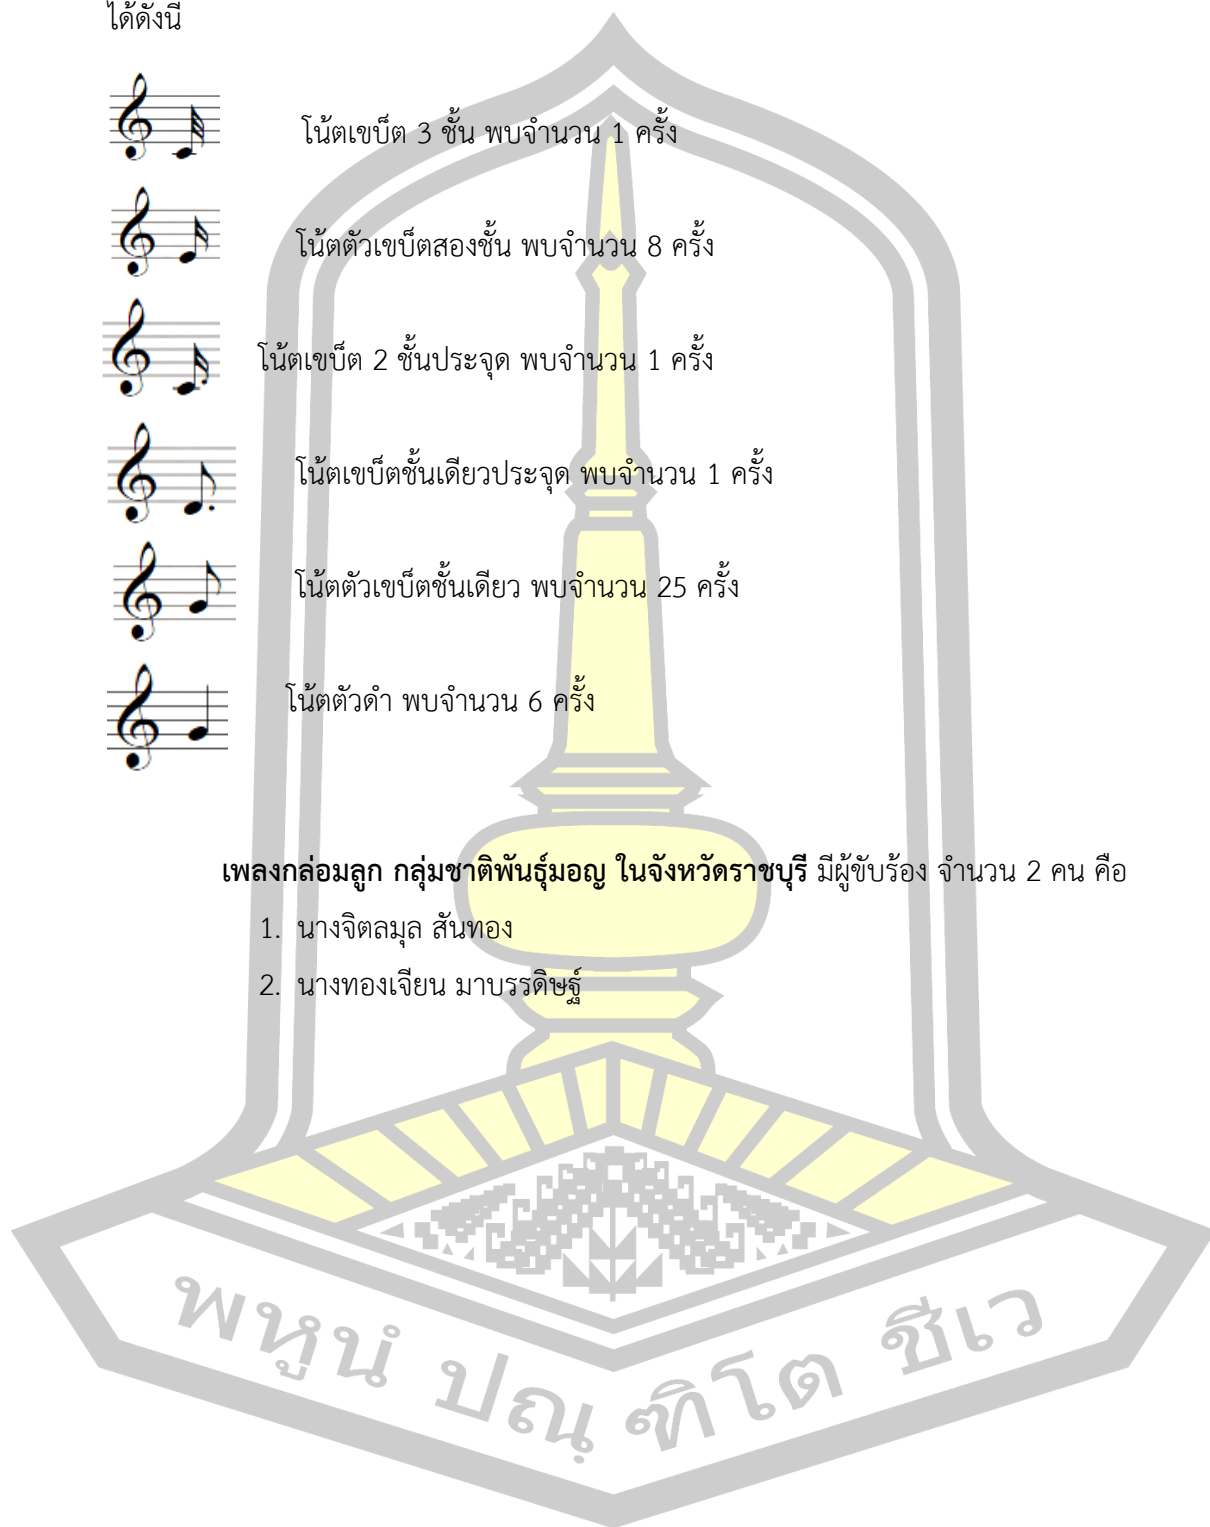 ได้ดังนี้
โน้ตเขบ็ต 3 ชั้น พบจำนวน 1 ครั้ง
โน้ตตัวเขบ็ตสองชั้น พบจำนวน 8 ครั้ง
โน้ตเขบ็ต 2 ชั้นประจุด พบจำนวน 1 ครั้ง
โน้ตเขบ็ตชั้นเดียวประจุด พบจำนวน 1 ครั้ง
โน้ตตัวเขบ็ตชั้นเดียว พบจำนวน 25 ครั้ง
โน้ตตัวดำ พบจำนวน 6 ครั้ง
เพลงกล่อมลูก กลุ่มชาติพันธุ์มอญ ในจังหวัดราชบุรี มีผู้ขับร้อง จำนวน 2 คน คือ
1. นางจิตลมุล สันทอง
2. นางทองเจียน มาบรรดิษฐ์
พหูนํ ปณฺฑิโต ชีเว